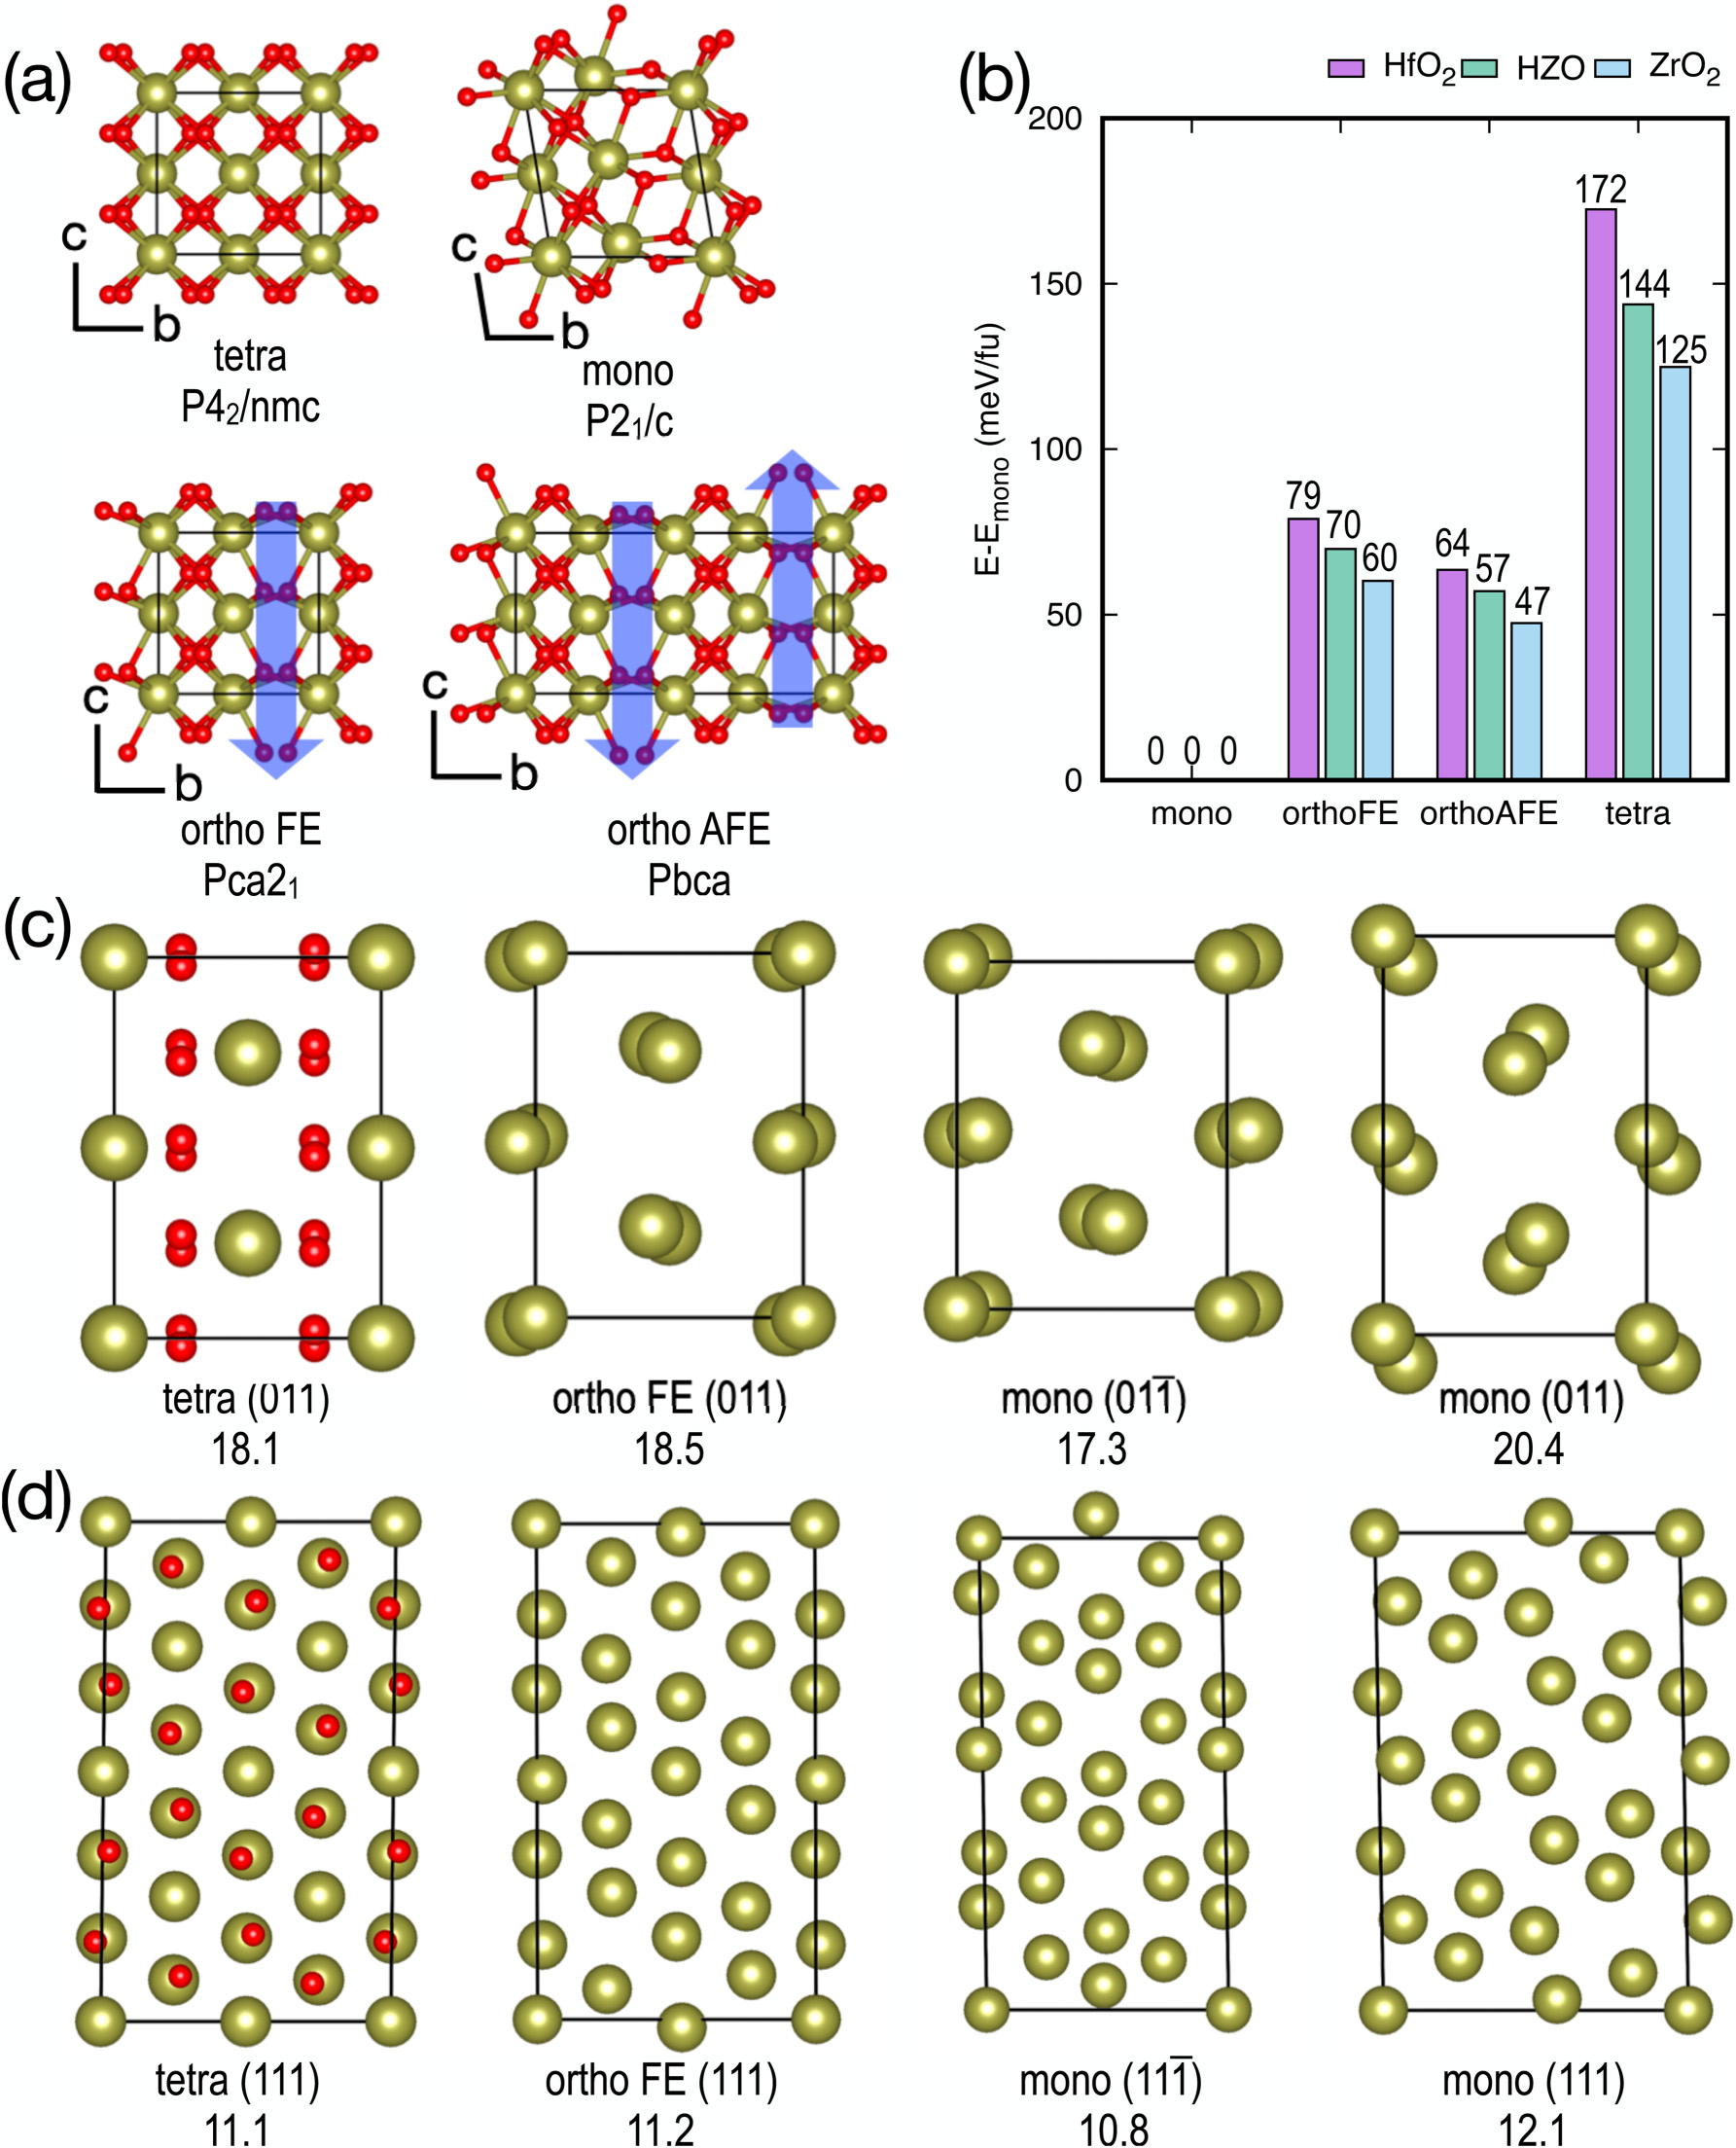 (a)
c
b
tetra
P4₂/nmc
c
b
mono
P2₁/c
c
b
ortho FE
Pca2₁
c
b
ortho AFE
Pbca
(b)
HfO₂ HZO ZrO₂
E-Eₘₒₙₒ (meV/fu)
200
150
100
50
0
0 0 0
79
70
60
64
57
47
172
144
125
mono orthoFE orthoAFE tetra
(c)
tetra (011)
18.1
ortho FE (011)
18.5
mono (011̅)
17.3
mono (011)
20.4
(d)
tetra (111)
11.1
ortho FE (111)
11.2
mono (111̅)
10.8
mono (111)
12.1